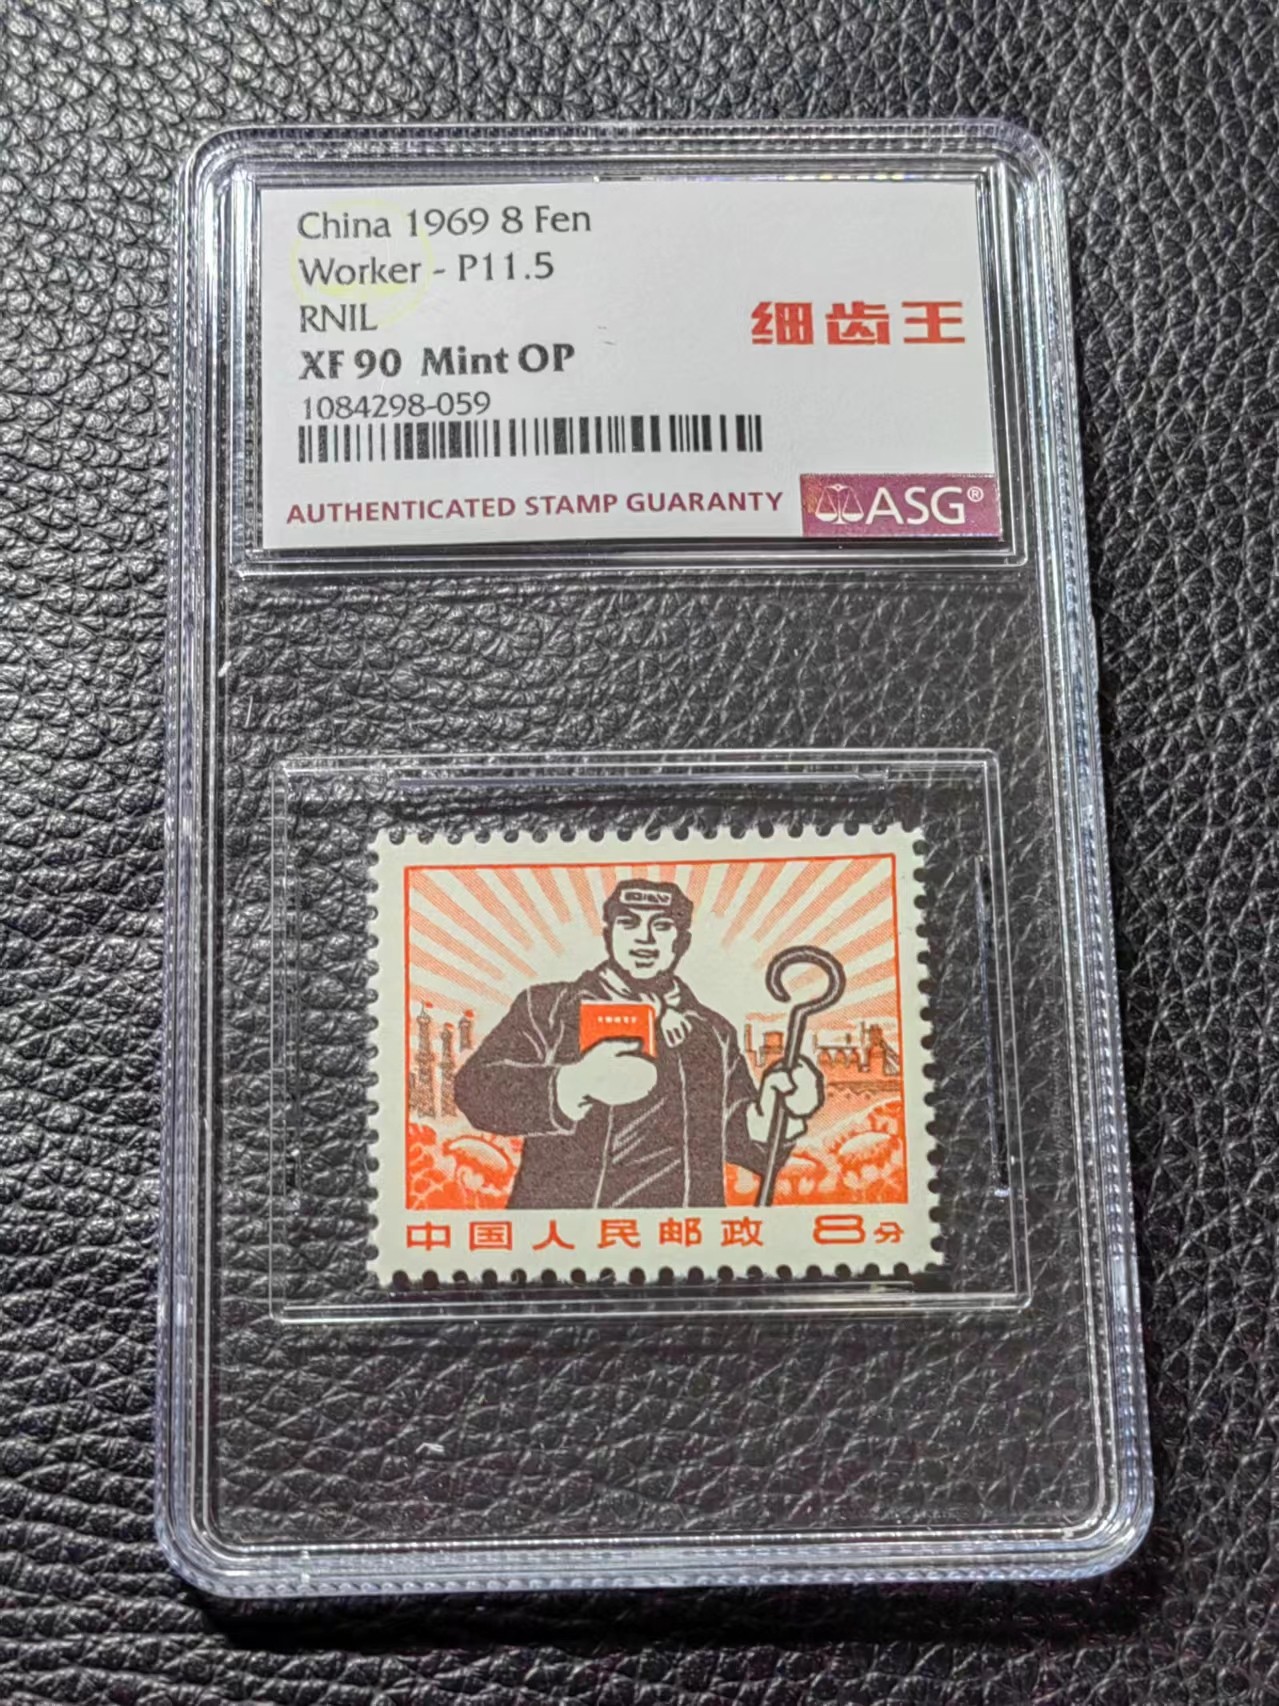 China 1969 8 Fen
Worker - P11.5
RNIL
细齿王
XF 90 Mint OP
1084298-059
AUTHENTICATED STAMP GUARANTY
ASG®
中国人民邮政 8分